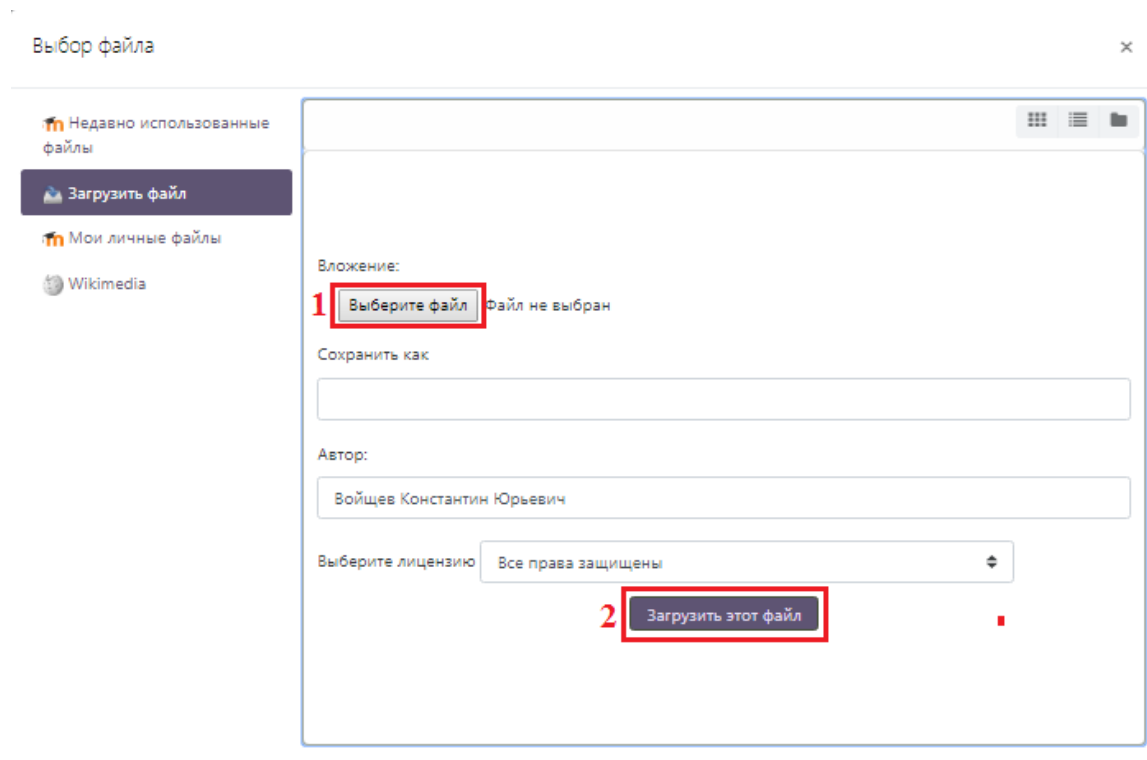 Выбор файла
×
Недавно использованные
файлы
Загрузить файл
Мои личные файлы
Wikimedia
Вложение:
1 Выберите файл Файл не выбран
Сохранить как
Автор:
Войщев Константин Юрьевич
Выберите лицензию Все права защищены
2 Загрузить этот файл